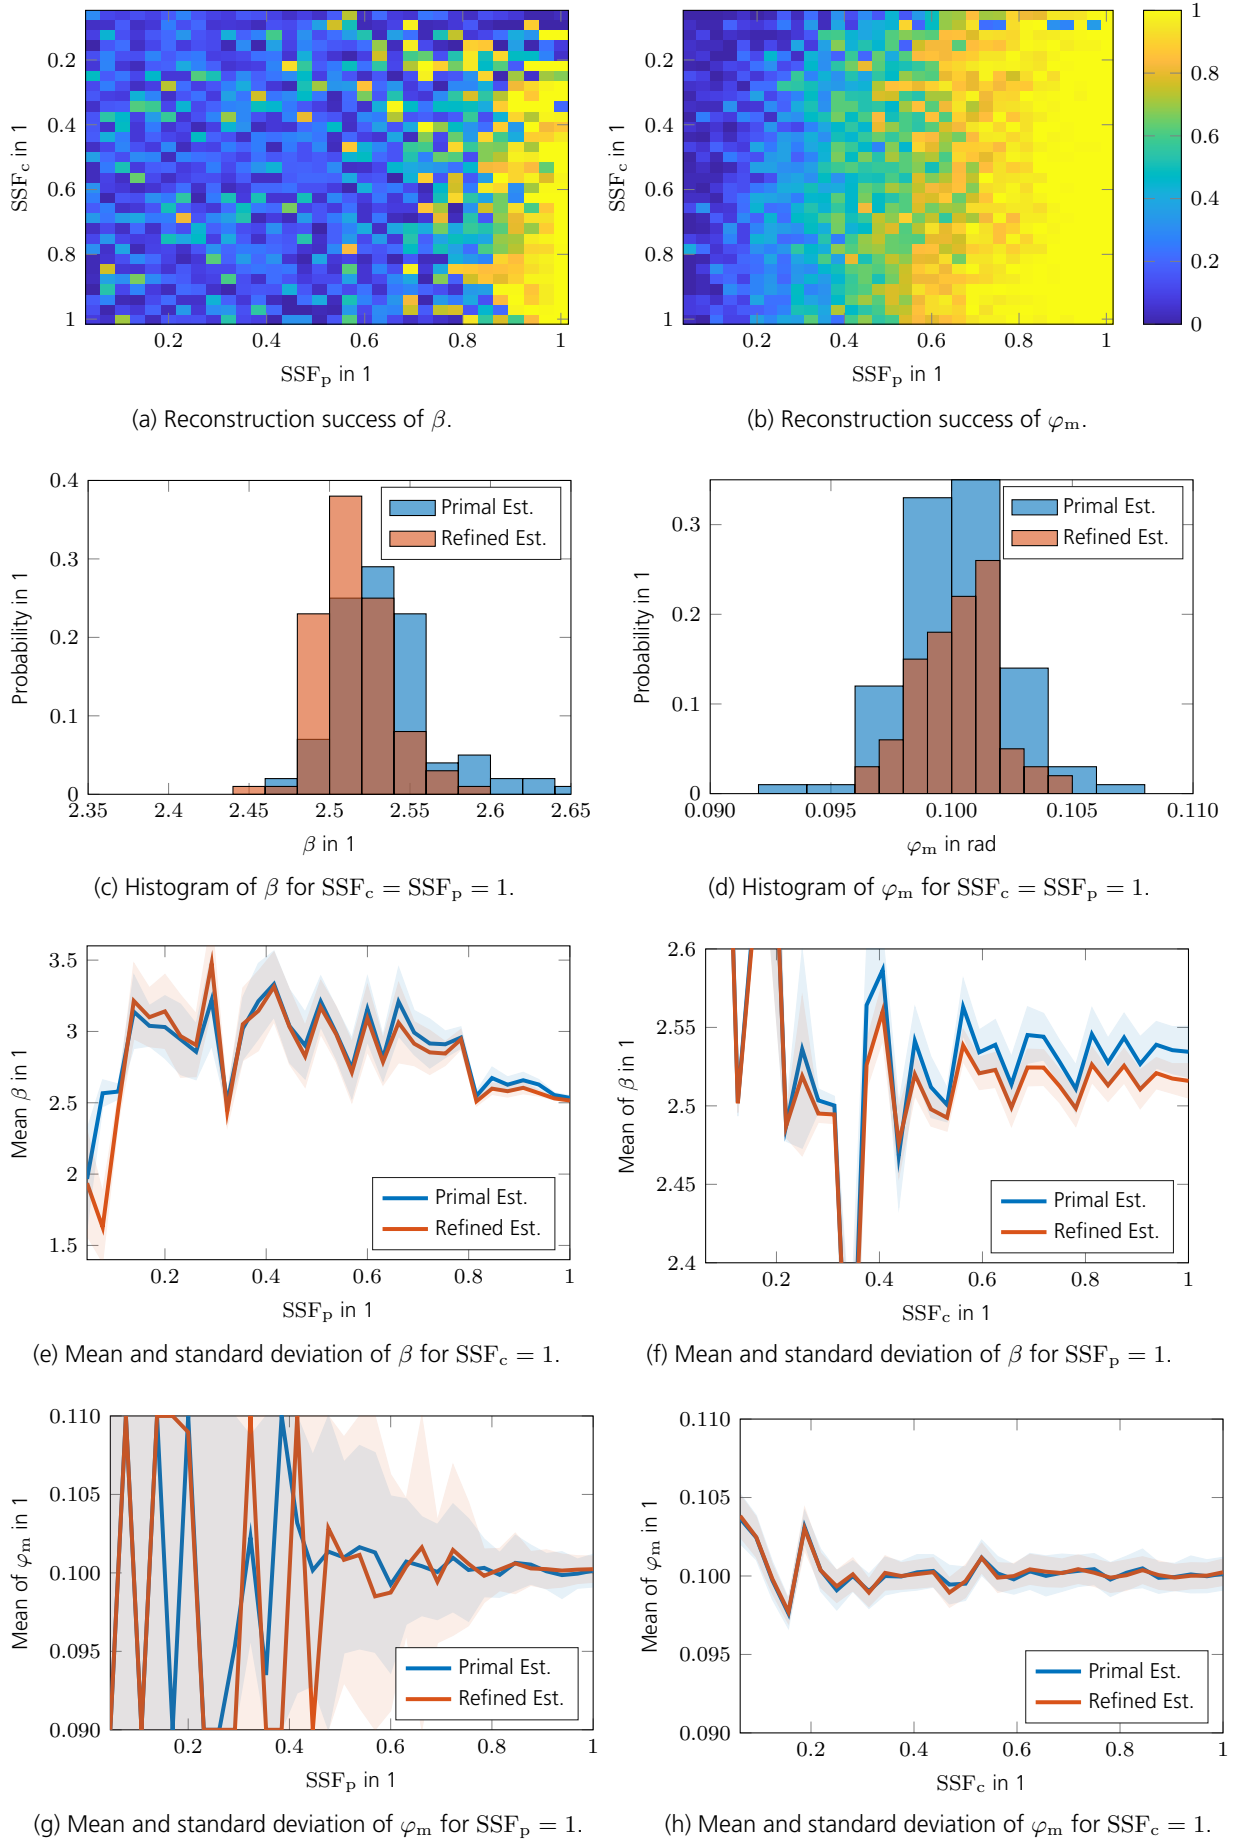 0.2
0.4
0.6
0.8
1
SSF_c in 1
0.2 0.4 0.6 0.8 1
SSF_p in 1
(a) Reconstruction success of β.
0.2
0.4
0.6
0.8
1
SSF_c in 1
0.2 0.4 0.6 0.8 1
SSF_p in 1
1
0.8
0.6
0.4
0.2
0
(b) Reconstruction success of φ_m.
0.4
0.3
0.2
0.1
0
Probability in 1
Primal Est.
Refined Est.
2.35 2.4 2.45 2.5 2.55 2.6 2.65
β in 1
(c) Histogram of β for SSF_c = SSF_p = 1.
0.3
0.2
0.1
0
Probability in 1
Primal Est.
Refined Est.
0.090 0.095 0.100 0.105 0.110
φ_m in rad
(d) Histogram of φ_m for SSF_c = SSF_p = 1.
3.5
3
2.5
2
1.5
Mean β in 1
Primal Est.
Refined Est.
0.2 0.4 0.6 0.8 1
SSF_p in 1
(e) Mean and standard deviation of β for SSF_c = 1.
2.6
2.55
2.5
2.45
2.4
Mean of β in 1
Primal Est.
Refined Est.
0.2 0.4 0.6 0.8 1
SSF_c in 1
(f) Mean and standard deviation of β for SSF_p = 1.
0.110
0.105
0.100
0.095
0.090
Mean of φ_m in 1
Primal Est.
Refined Est.
0.2 0.4 0.6 0.8 1
SSF_p in 1
(g) Mean and standard deviation of φ_m for SSF_p = 1.
0.110
0.105
0.100
0.095
0.090
Mean of φ_m in 1
Primal Est.
Refined Est.
0.2 0.4 0.6 0.8 1
SSF_c in 1
(h) Mean and standard deviation of φ_m for SSF_c = 1.